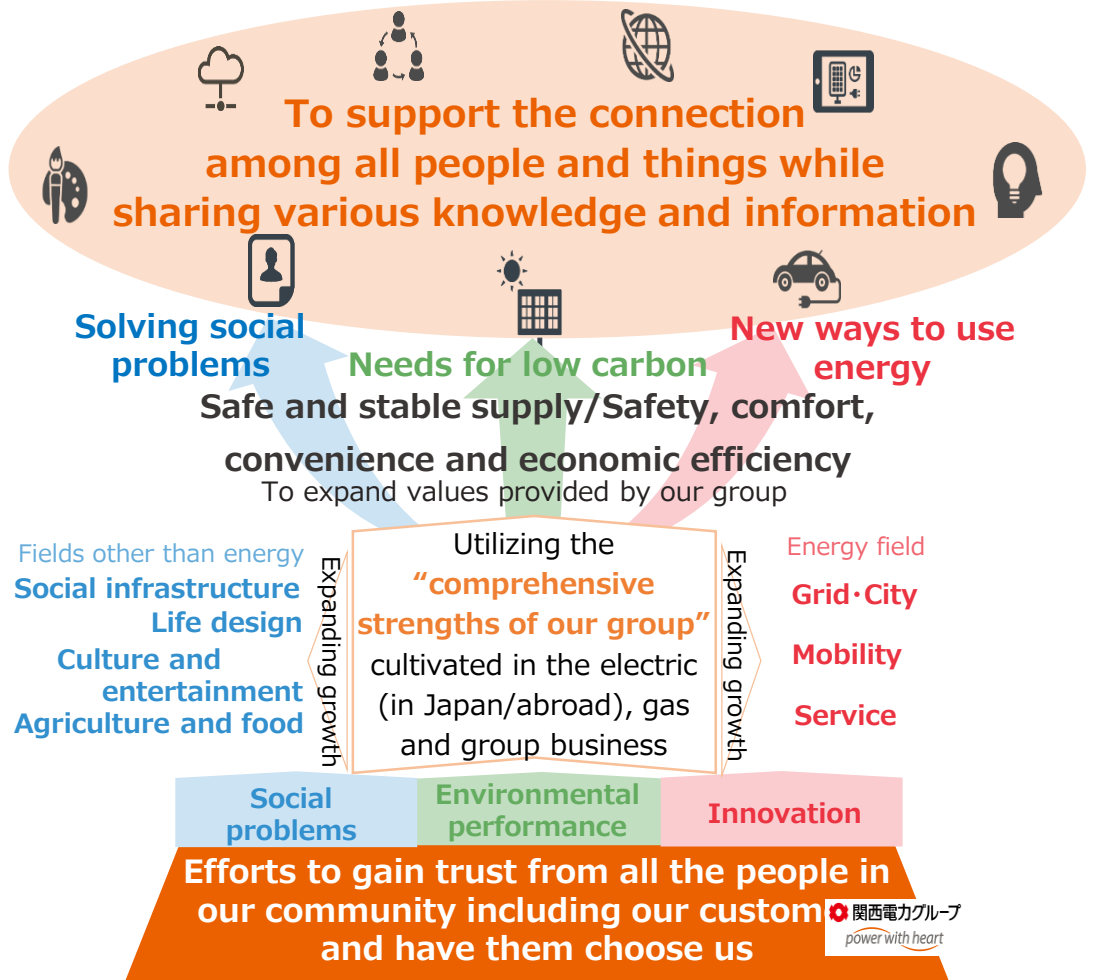 To support the connection
among all people and things while
sharing various knowledge and information
Solving social
problems
Needs for low carbon
New ways to use
energy
Safe and stable supply/Safety, comfort,
convenience and economic efficiency
To expand values provided by our group
Fields other than energy
Social infrastructure
Life design
Culture and
entertainment
Agriculture and food
Expanding growth
Utilizing the
“comprehensive
strengths of our group”
cultivated in the electric
(in Japan/abroad), gas
and group business
Expanding growth
Energy field
Grid・City
Mobility
Service
Social
problems
Environmental
performance
Innovation
Efforts to gain trust from all the people in
our community including our custom
and have them choose us
関西電力グループ
power with heart